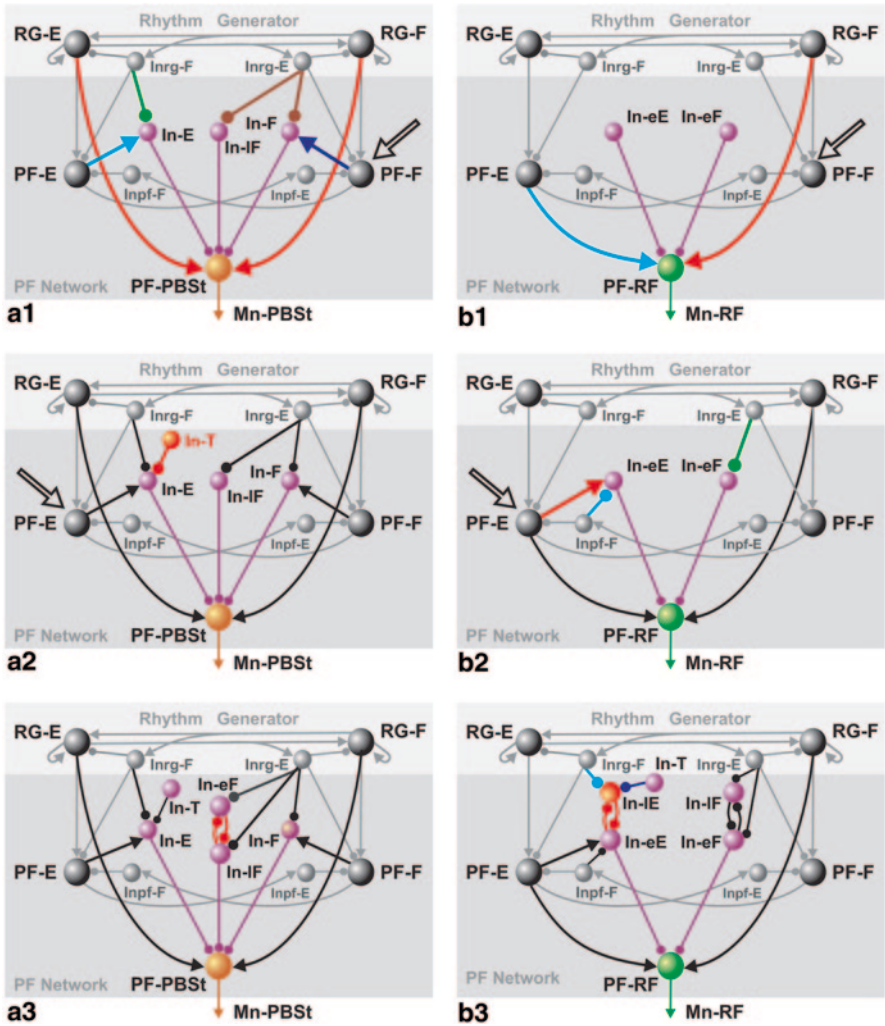 Rhythm Generator
RG-E
RG-F
Inrg-F
Inrg-E
In-E
In-F
In-IF
PF-E
PF-F
Inpf-F
Inpf-E
PF Network
PF-PBSt
a1
Mn-PBSt
Rhythm Generator
RG-E
RG-F
Inrg-F
Inrg-E
In-eE
In-eF
PF-E
PF-F
Inpf-F
Inpf-E
PF Network
PF-RF
b1
Mn-RF
Rhythm Generator
RG-E
RG-F
Inrg-F
Inrg-E
In-T
In-E
In-F
In-IF
PF-E
PF-F
Inpf-F
Inpf-E
PF Network
PF-PBSt
a2
Mn-PBSt
Rhythm Generator
RG-E
RG-F
Inrg-F
Inrg-E
In-eE
In-eF
PF-E
PF-F
Inpf-F
Inpf-E
PF Network
PF-RF
b2
Mn-RF
Rhythm Generator
RG-E
RG-F
Inrg-F
Inrg-E
In-eF
In-T
In-E
In-F
In-IF
PF-E
PF-F
Inpf-F
Inpf-E
PF Network
PF-PBSt
a3
Mn-PBSt
Rhythm Generator
RG-E
RG-F
Inrg-F
In-T
Inrg-E
In-IE
In-IF
In-eE
In-eF
PF-E
PF-F
Inpf-F
Inpf-E
PF Network
PF-RF
b3
Mn-RF